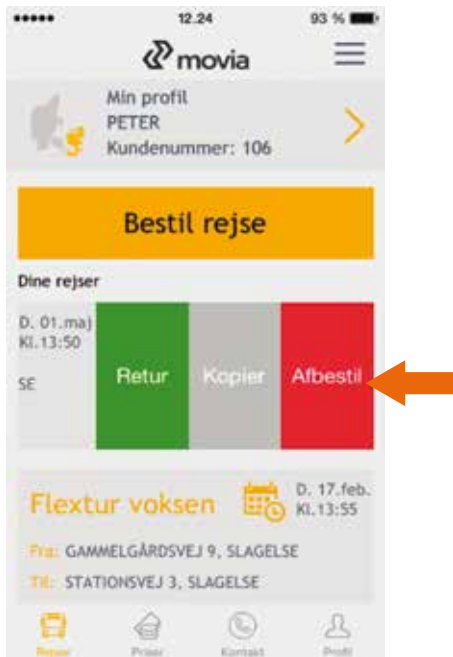 12.24
93 %
movia
Min profil
PETER
Kundenummer: 106
Bestil rejse
Dine rejser
D. 01.maj
Kl.13:50
SE
Retur
Kopier
Afbestil
Flextur voksen
D. 17.feb.
Kl.13:55
Fra: GAMMELGÅRDSVEJ 9, SLAGELSE
Til: STATIONSVEJ 3, SLAGELSE
Rejser
Priser
Kontakt
Profil